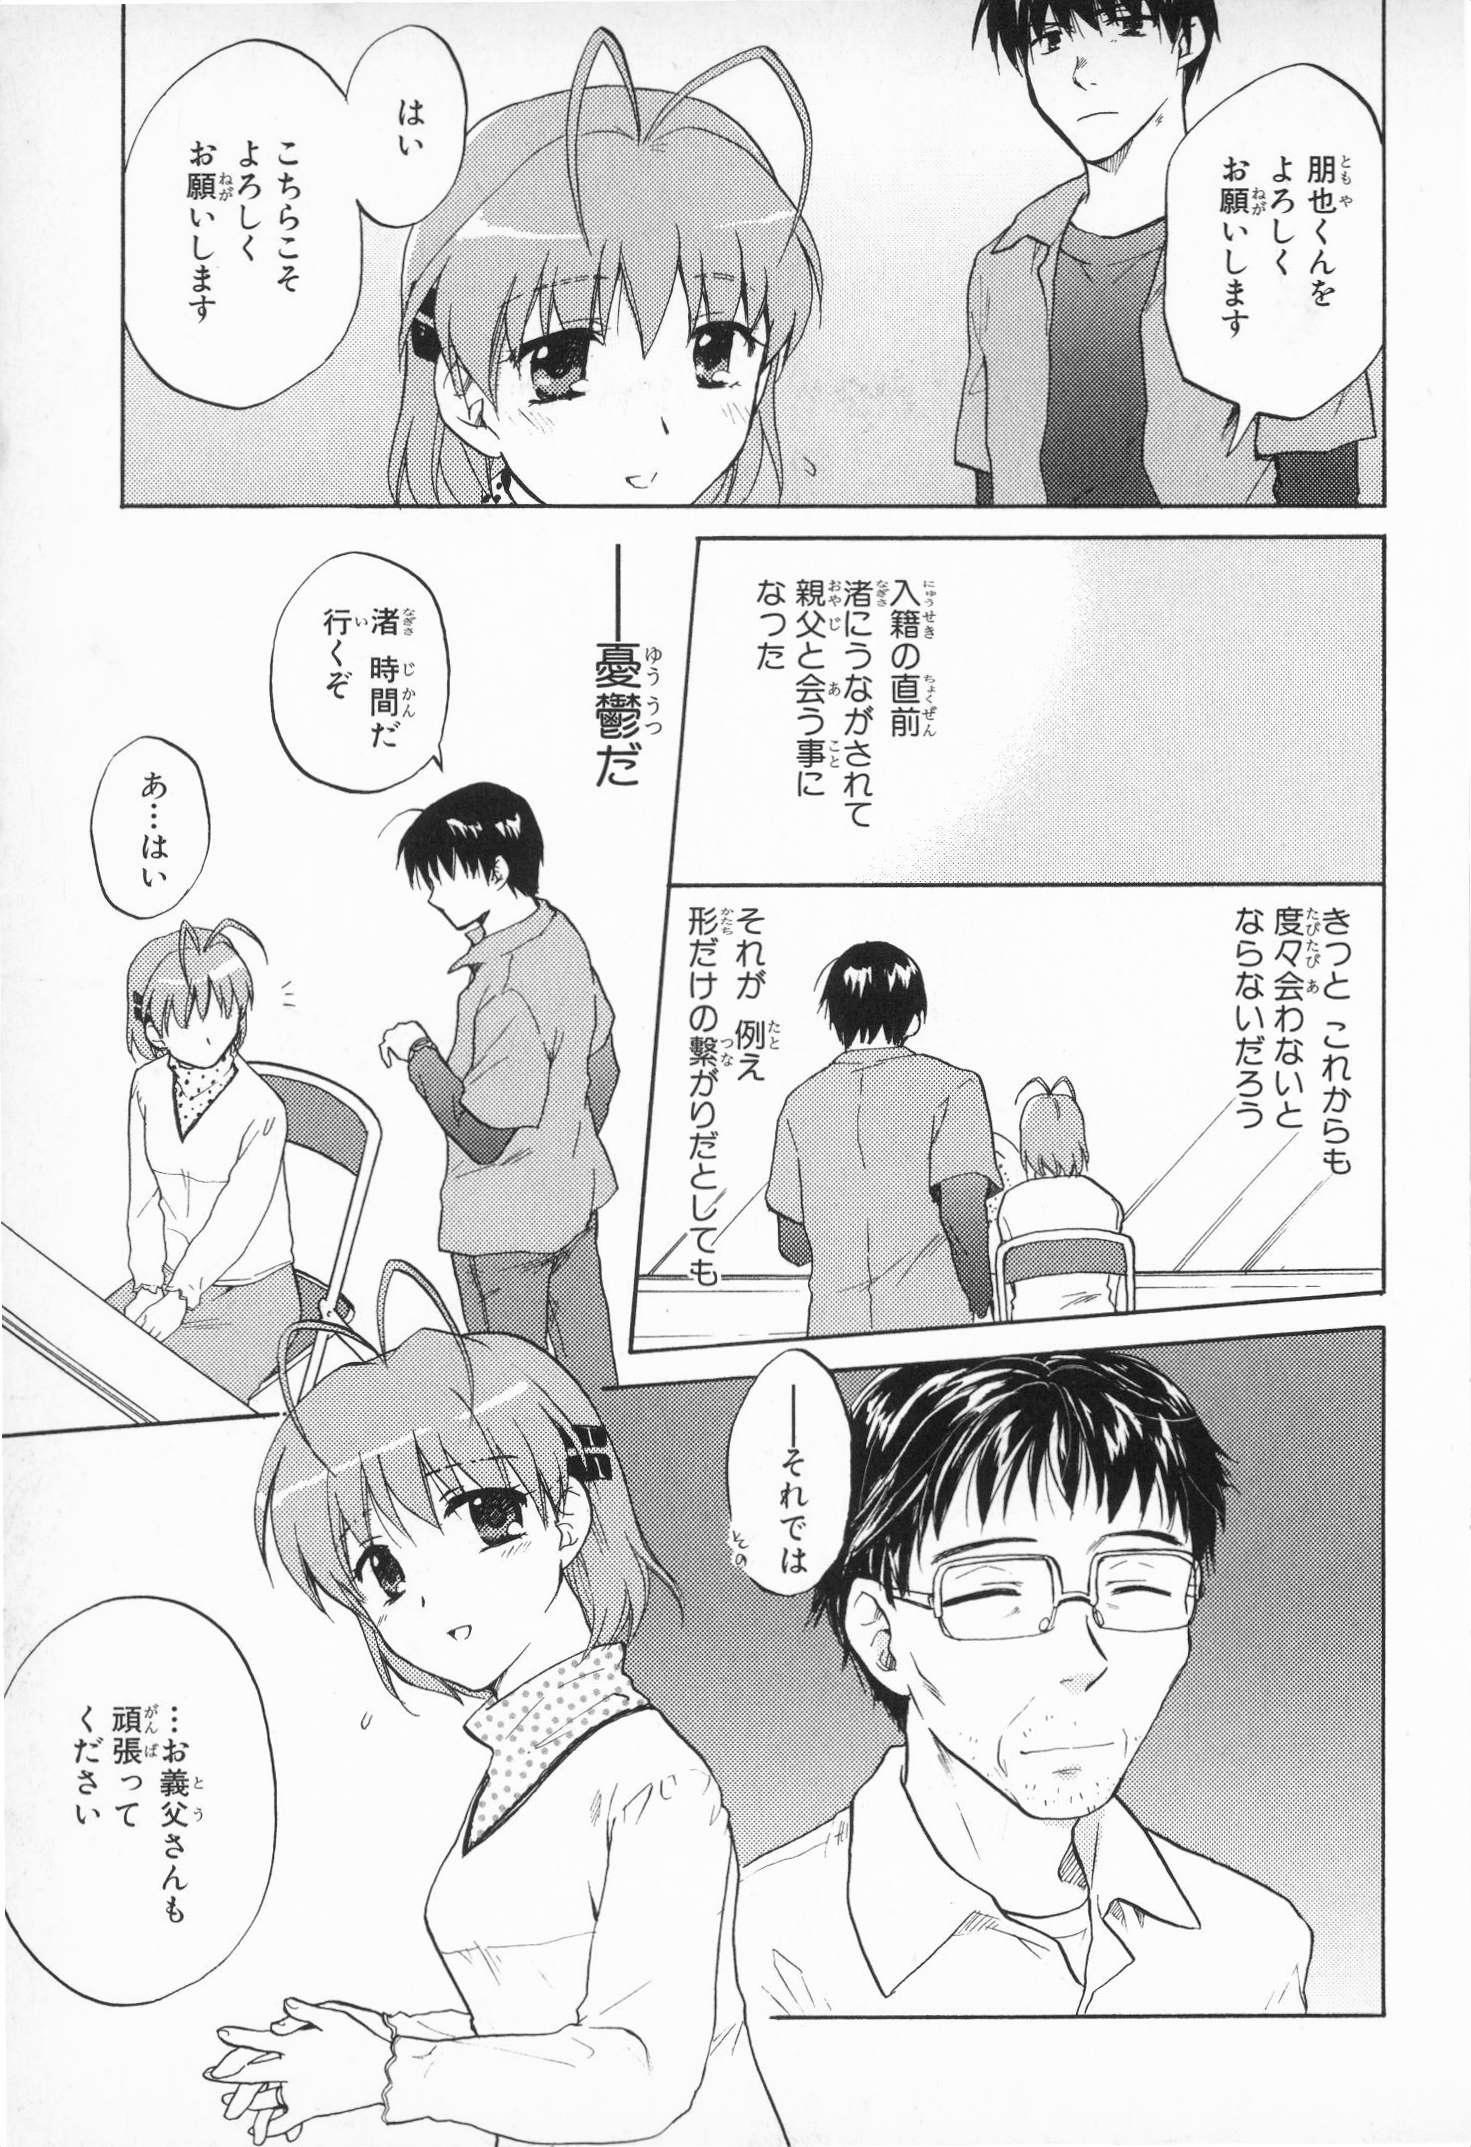 朋也くんを
よろしく
お願いします
はい
こちらこそ
よろしく
お願いします
入籍の直前
渚にうながされて
親父と会う事に
なった
きっと これからも
度々会わないと
ならないだろう
それが 例え
形だけの繋がりだとしても
――憂鬱だ
渚 時間だ
行くぞ
あ…はい
――それでは
その
…お義父さんも
頑張って
ください